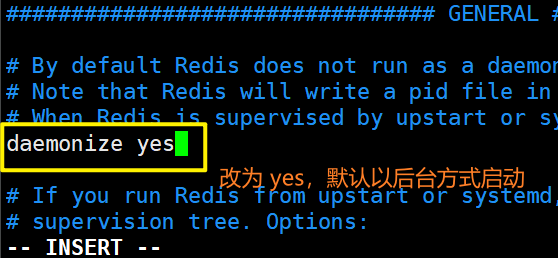 ################################# GENERAL #
# By default Redis does not run as a daemon
# Note that Redis will write a pid file in
# When Redis is supervised by upstart or sy
daemonize yes
改为 yes，默认以后台方式启动
# If you run Redis from upstart or systemd,
# supervision tree. Options:
-- INSERT --